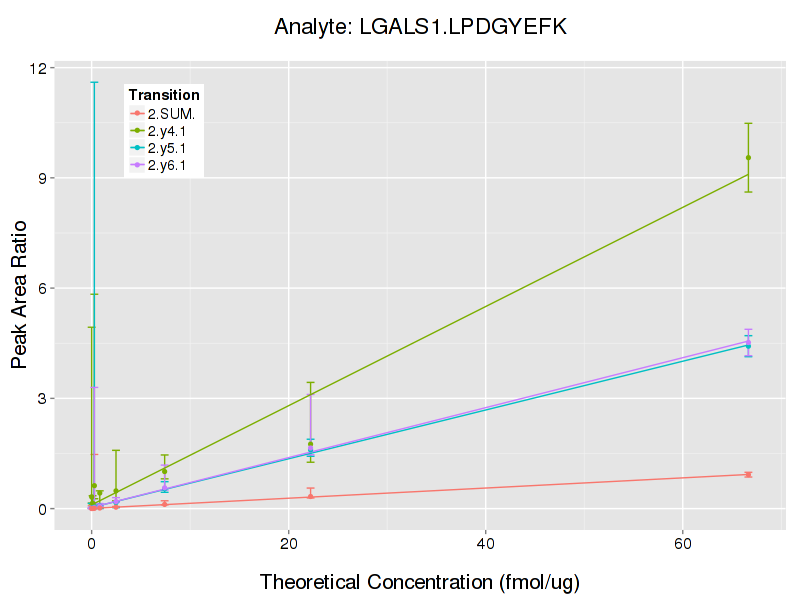 Analyte: LGALS1.LPDGYEFK
Transition
2.SUM.
2.y4.1
2.y5.1
2.y6.1
Peak Area Ratio
12
9
6
3
0
0 20 40 60
Theoretical Concentration (fmol/ug)